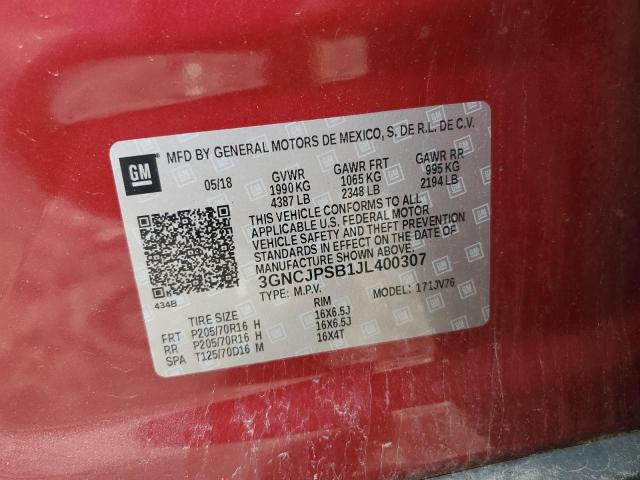 GM
MFD BY GENERAL MOTORS DE MEXICO, S. DE R.L. DE C.V.
05/18
GVWR GAWR FRT GAWR RR
1990 KG 1065 KG 995 KG
4387 LB 2348 LB 2194 LB
THIS VEHICLE CONFORMS TO ALL
APPLICABLE U.S. FEDERAL MOTOR
VEHICLE SAFETY AND THEFT PREVENTION
STANDARDS IN EFFECT ON THE DATE OF
MANUFACTURE SHOWN ABOVE.
3GNCJPSB1JL400307
TYPE: M.P.V. MODEL: 171JV76
434B
TIRE SIZE RIM
FRT P205/70R16 H 16X6.5J
RR P205/70R16 H 16X6.5J
SPA T125/70D16 M 16X4T